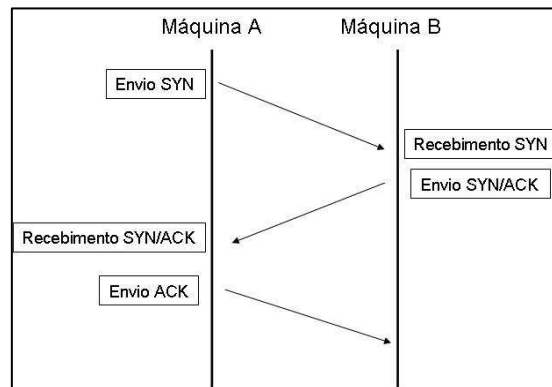 Máquina A
Máquina B
Envio SYN
Recebimento SYN
Envio SYN/ACK
Recebimento SYN/ACK
Envio ACK